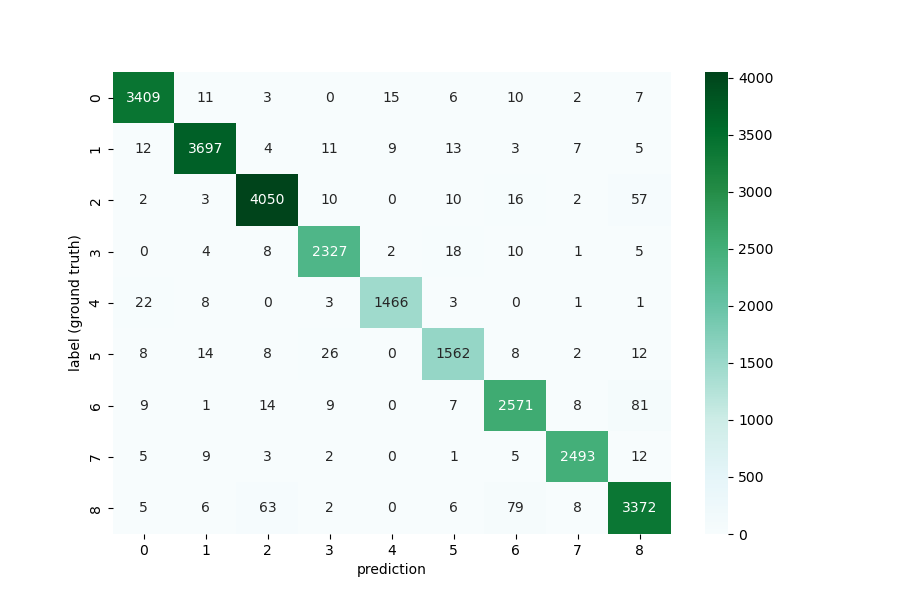 0 3409 11 3 0 15 6 10 2 7
1 12 3697 4 11 9 13 3 7 5
2 2 3 4050 10 0 10 16 2 57
3 0 4 8 2327 2 18 10 1 5
4 22 8 0 3 1466 3 0 1 1
5 8 14 8 26 0 1562 8 2 12
6 9 1 14 9 0 7 2571 8 81
7 5 9 3 2 0 1 5 2493 12
8 5 6 63 2 0 6 79 8 3372
0 1 2 3 4 5 6 7 8
prediction
label (ground truth)
4000
3500
3000
2500
2000
1500
1000
500
0